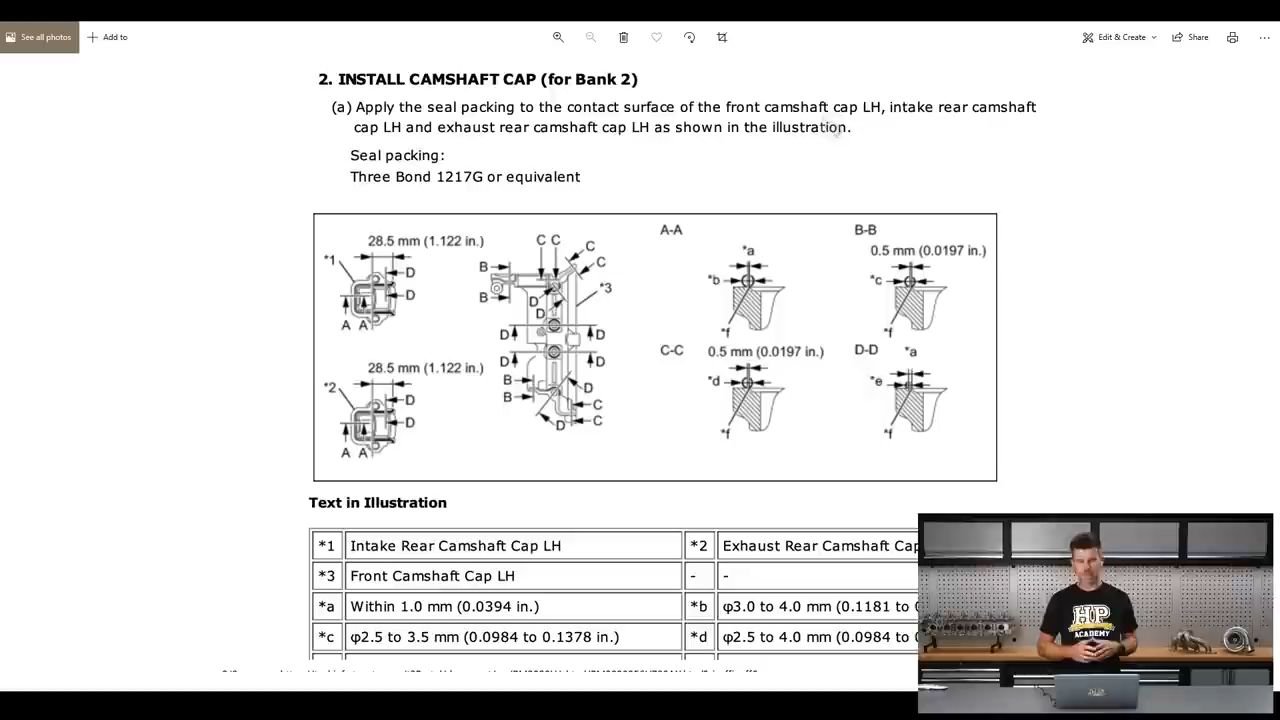 See all photos
Add to
Edit & Create
Share
2. INSTALL CAMSHAFT CAP (for Bank 2)
(a) Apply the seal packing to the contact surface of the front camshaft cap LH, intake rear camshaft
cap LH and exhaust rear camshaft cap LH as shown in the illustration.
Seal packing:
Three Bond 1217G or equivalent
28.5 mm (1.122 in.)
*1
D
D
A A
28.5 mm (1.122 in.)
*2
D
D
A A
C C
C
C
B
B
*3
D
D
D
D
D
D
B
B
D
C
D
C
A-A
*a
*b
*f
B-B
0.5 mm (0.0197 in.)
*c
*f
C-C
0.5 mm (0.0197 in.)
*d
*f
D-D
*a
*e
*f
Text in Illustration
*1 Intake Rear Camshaft Cap LH *2 Exhaust Rear Camshaft Cap
*3 Front Camshaft Cap LH - -
*a Within 1.0 mm (0.0394 in.) *b φ3.0 to 4.0 mm (0.1181 to
*c φ2.5 to 3.5 mm (0.0984 to 0.1378 in.) *d φ2.5 to 4.0 mm (0.0984 to
HP
ACADEMY